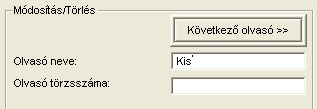 Módosítás/Törlés
Következő olvasó >>
Olvasó neve:
Kis
Olvasó törzsszáma: